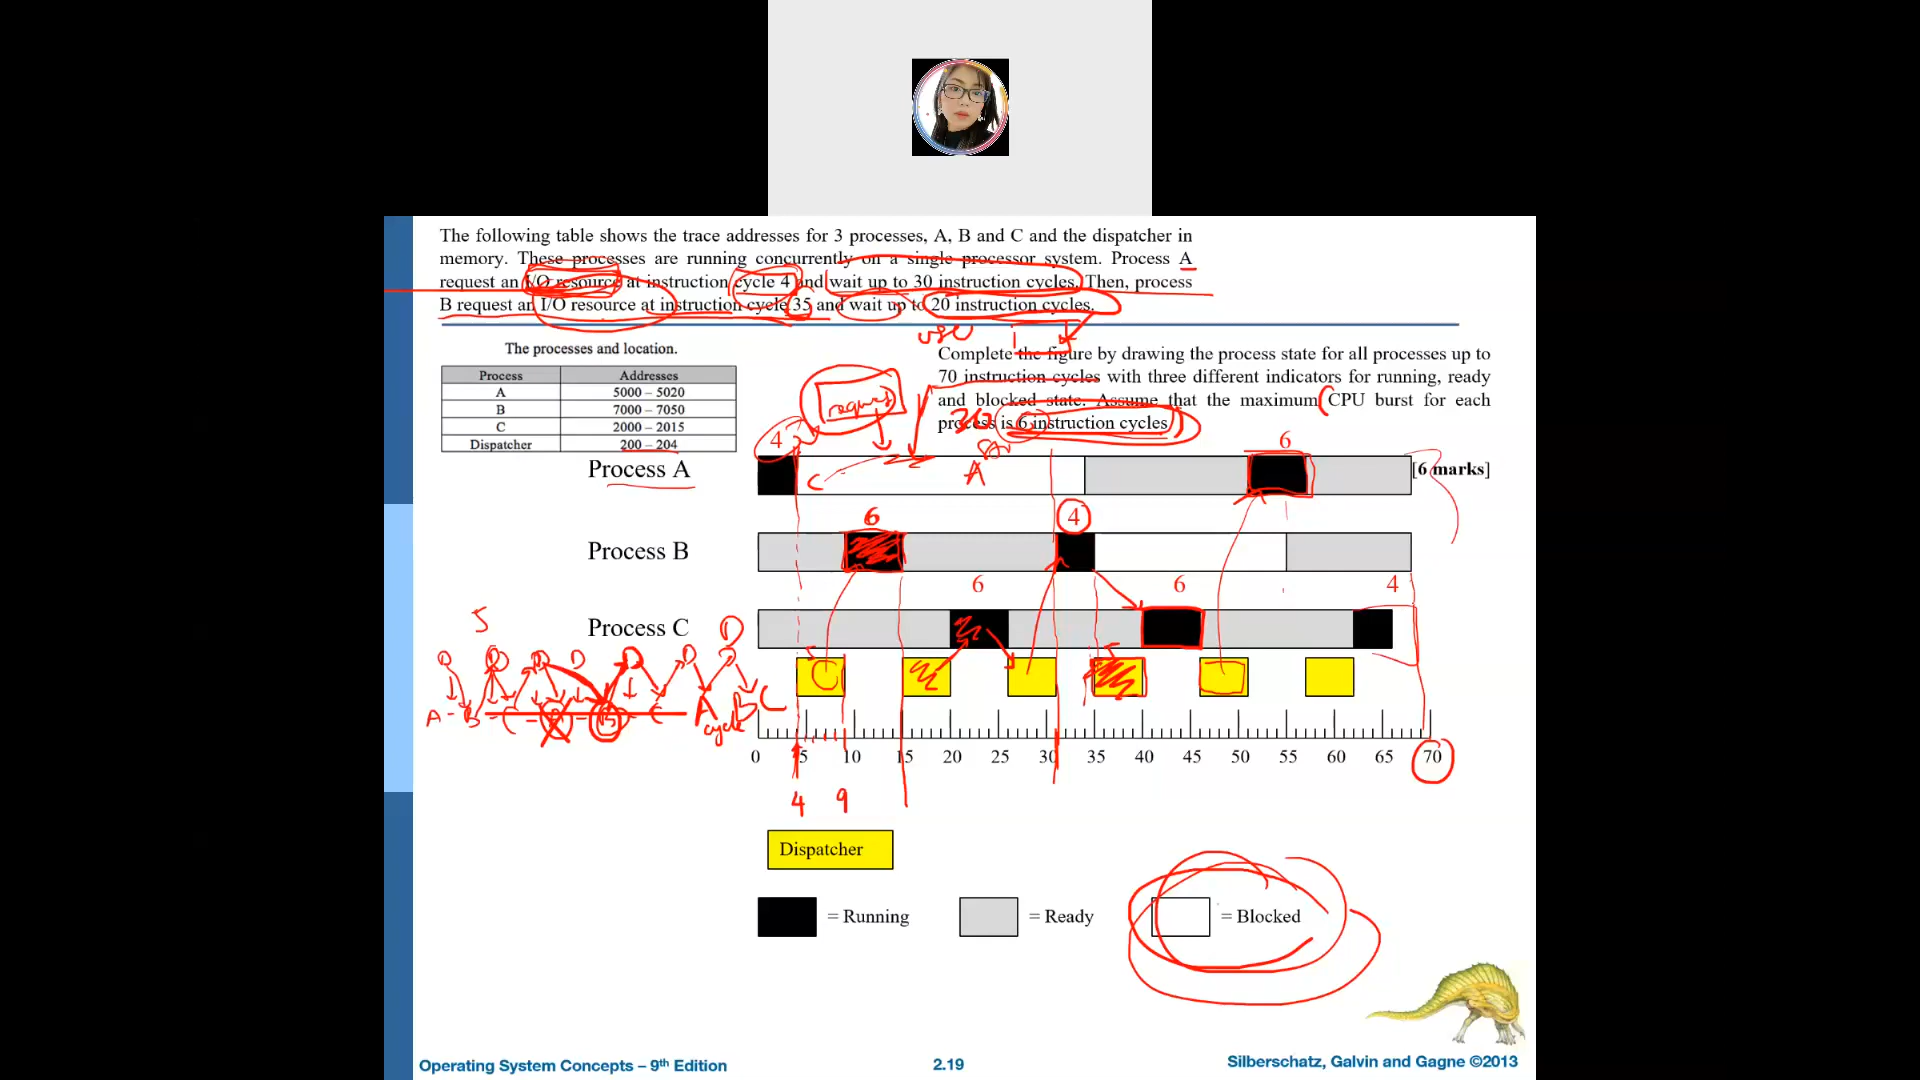 The following table shows the trace addresses for 3 processes, A, B and C and the dispatcher in
memory. These processes are running concurrently on a single processor system. Process A
request an I/O resource at instruction cycle 4 and wait up to 30 instruction cycles. Then, process
B request an I/O resource at instruction cycle 35 and wait up to 20 instruction cycles.
use
The processes and location.
Process Addresses
A 5000 – 5020
B 7000 – 7050
C 2000 – 2015
Dispatcher 200 – 204
Complete the figure by drawing the process state for all processes up to
70 instruction cycles with three different indicators for running, ready
and blocked state. Assume that the maximum CPU burst for each
process is 6 instruction cycles
request
30
4 6
Process A C A [6 marks]
6 4
Process B
6 6 4
Process C
5 D
D D D D D D D
A - B - C - A - B - C A B C
cycle
0 5 10 15 20 25 30 35 40 45 50 55 60 65 70
4 9
Dispatcher
= Running = Ready = Blocked
Operating System Concepts – 9th Edition 2.19 Silberschatz, Galvin and Gagne ©2013